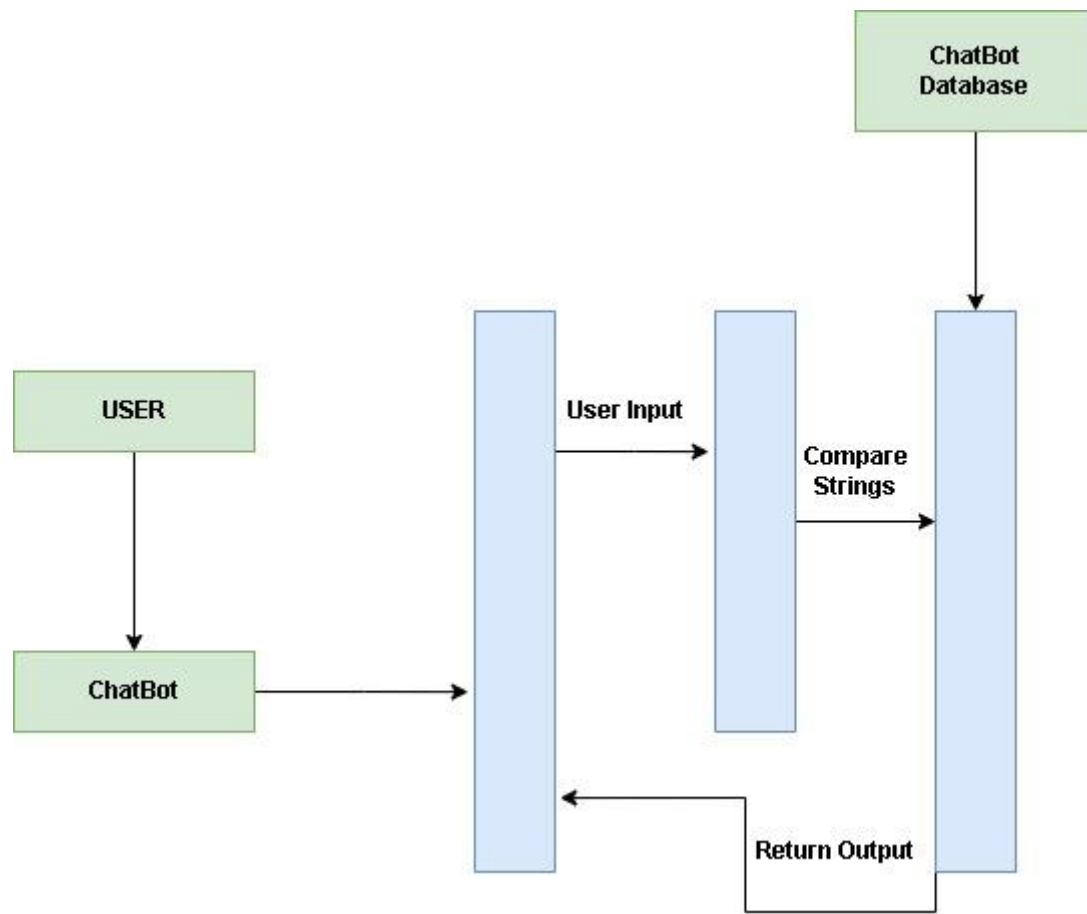 ChatBot
Database
USER
User Input
Compare
Strings
ChatBot
Return Output